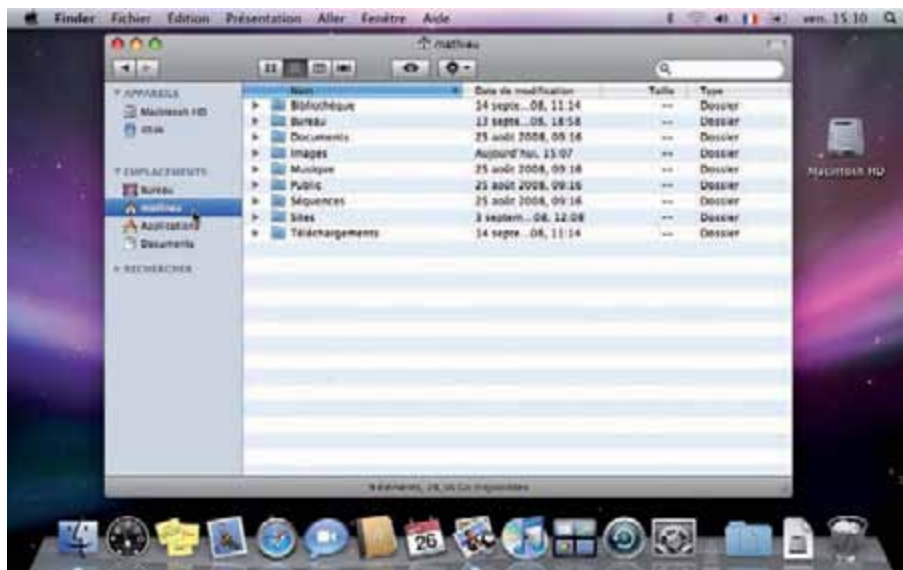 Finder Fichier Édition Présentation Aller Fenêtre Aide ven. 15:10
mathieu
APPAREILS
Macintosh HD
iDisk
EMPLACEMENTS
Bureau
mathieu
Applications
Documents
RECHERCHER
Nom Date de modification Taille Type
Bibliothèque 14 septe...08, 11:14 -- Dossier
Bureau 13 septe...08, 18:58 -- Dossier
Documents 25 août 2008, 09:16 -- Dossier
Images Aujourd'hui, 15:07 -- Dossier
Musique 25 août 2008, 09:16 -- Dossier
Public 25 août 2008, 09:16 -- Dossier
Séquences 25 août 2008, 09:16 -- Dossier
Sites 3 septem...08, 12:08 -- Dossier
Téléchargements 14 septe...08, 11:14 -- Dossier
9 éléments,
Macintosh HD
26